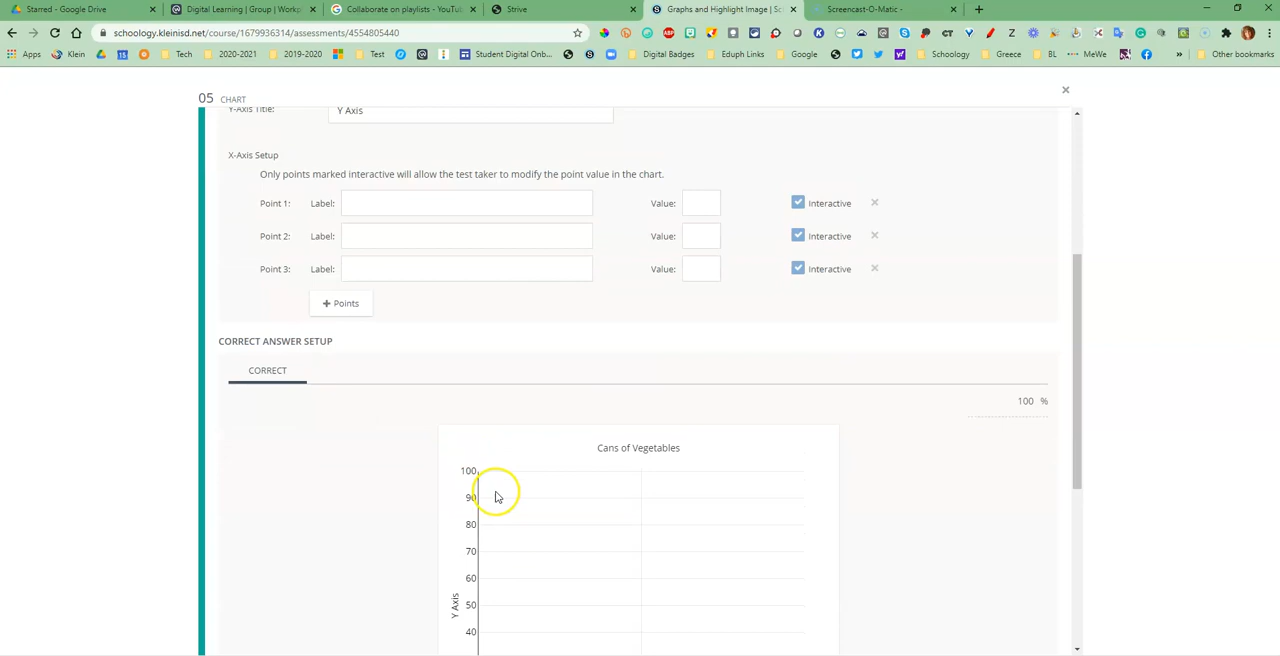 Starred - Google Drive
Digital Learning | Group | Workp
Collaborate on playlists - YouTu
Strive
Graphs and Highlight Image | Sc
Screencast-O-Matic -
schoology.kleinisd.net/course/1679936314/assessments/4554805440
Apps
Klein
Tech
2020-2021
2019-2020
Test
Student Digital Onb...
Digital Badges
Eduph Links
Google
Schoology
Greece
BL
MeWe
Other bookmarks
05 CHART
Y-Axis Title: Y Axis
X-Axis Setup
Only points marked interactive will allow the test taker to modify the point value in the chart.
Point 1: Label: Value: Interactive
Point 2: Label: Value: Interactive
Point 3: Label: Value: Interactive
+ Points
CORRECT ANSWER SETUP
CORRECT
100 %
Cans of Vegetables
100
90
80
70
60
50
40
Y Axis